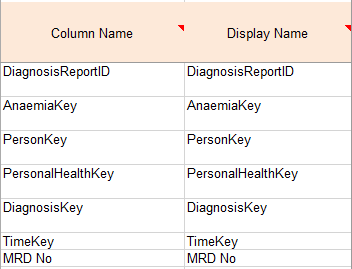 Column Name Display Name
DiagnosisReportID DiagnosisReportID
AnaemiaKey AnaemiaKey
PersonKey PersonKey
PersonalHealthKey PersonalHealthKey
DiagnosisKey DiagnosisKey
TimeKey TimeKey
MRD No MRD No